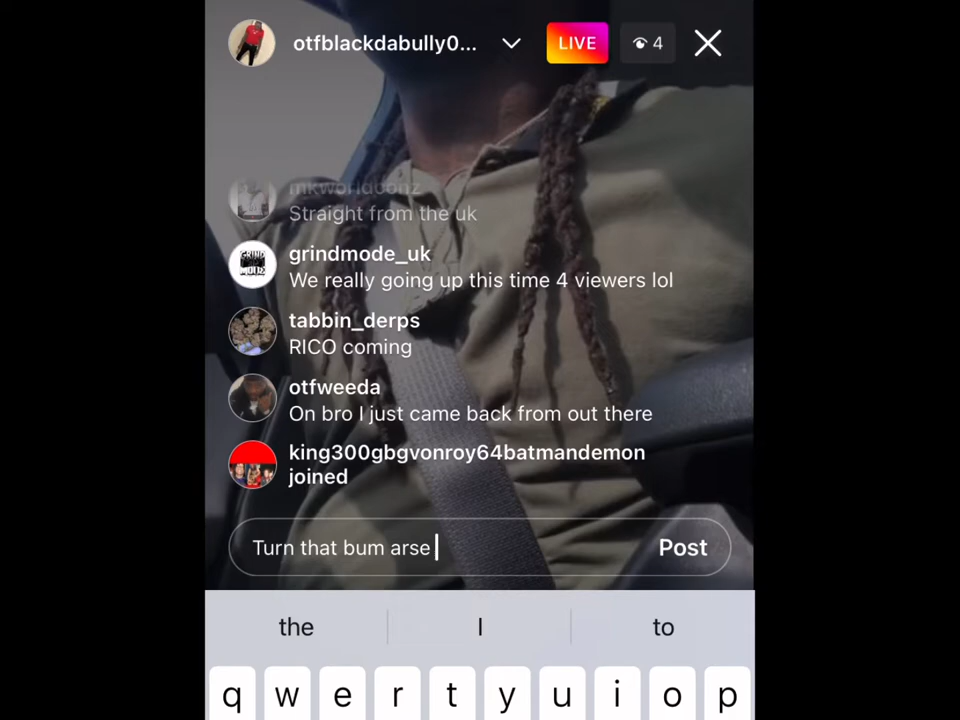 otfblackdabully0...
LIVE
4
mkworldonz
Straight from the uk
grindmode_uk
We really going up this time 4 viewers lol
tabbin_derps
RICO coming
otfweeda
On bro I just came back from out there
king300gbgvonroy64batmandemon
joined
Turn that bum arse
Post
the I to
q w e r t y u i o p